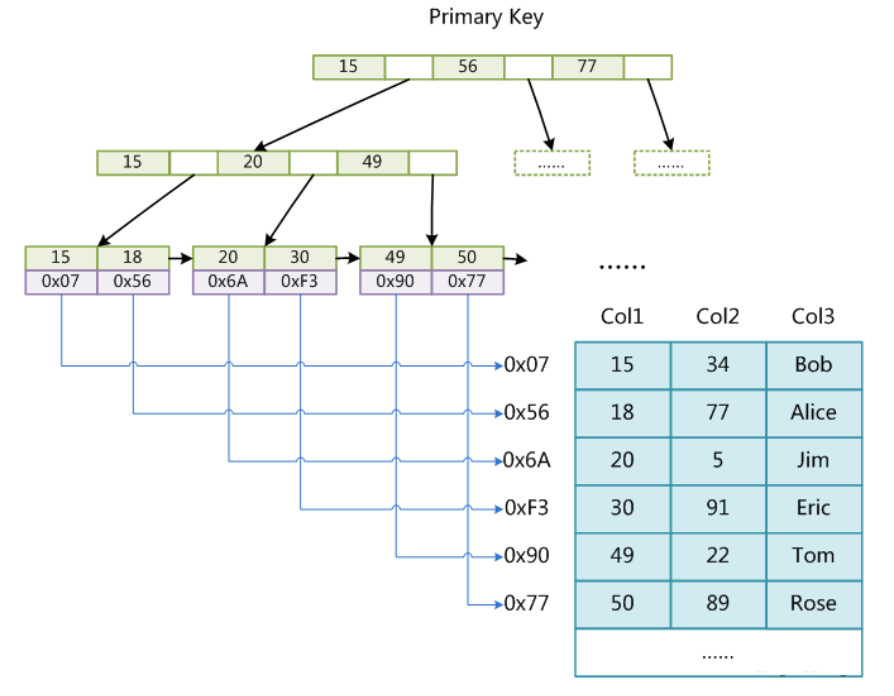 Primary Key
15 56 77
15 20 49 ...... ......
15 18 20 30 49 50
0x07 0x56 0x6A 0xF3 0x90 0x77
......
Col1 Col2 Col3
0x07 15 34 Bob
0x56 18 77 Alice
0x6A 20 5 Jim
0xF3 30 91 Eric
0x90 49 22 Tom
0x77 50 89 Rose
......